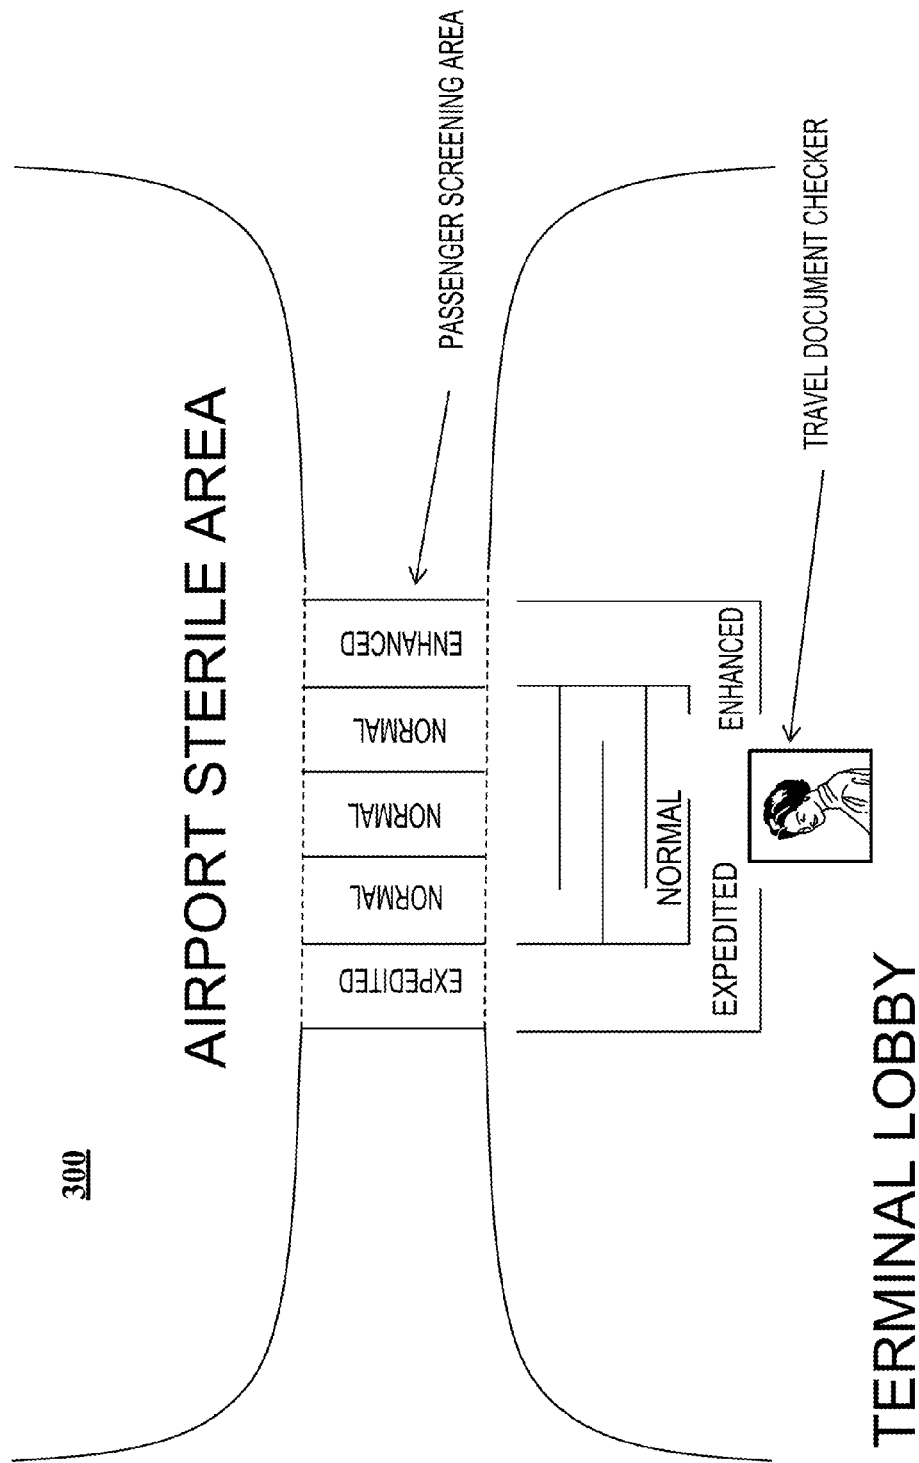 300
AIRPORT STERILE AREA
PASSENGER SCREENING AREA
EXPEDITED
NORMAL
NORMAL
NORMAL
ENHANCED
NORMAL
EXPEDITED
ENHANCED
TRAVEL DOCUMENT CHECKER
TERMINAL LOBBY